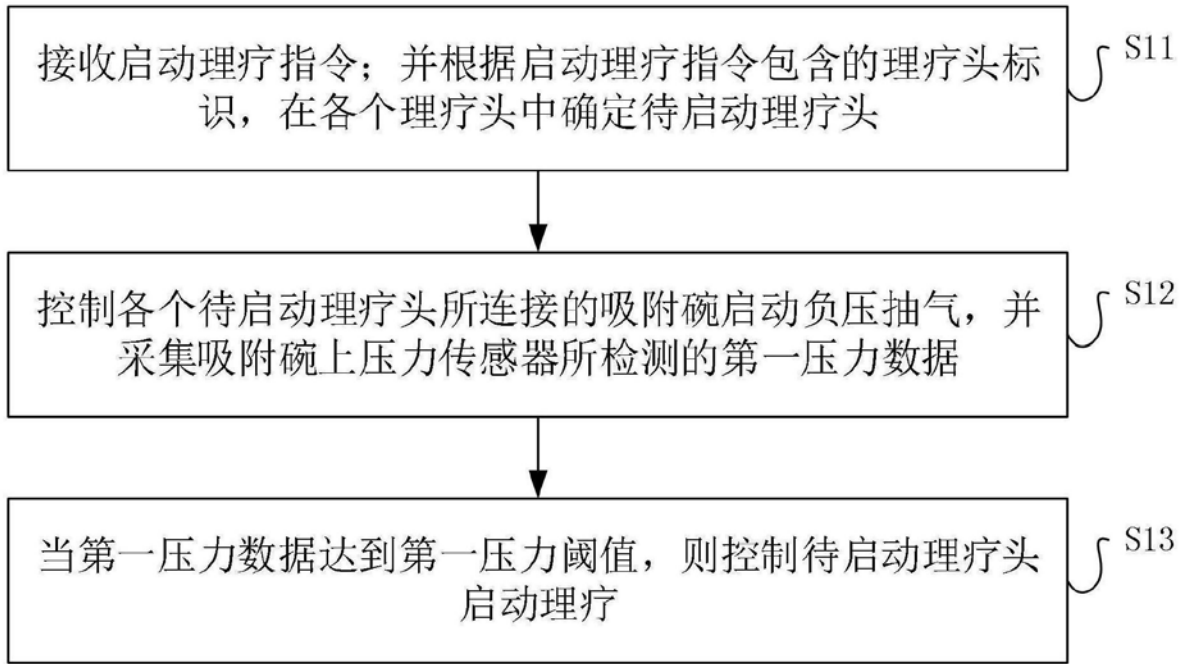 接收启动理疗指令；并根据启动理疗指令包含的理疗头标
识，在各个理疗头中确定待启动理疗头
S11
控制各个待启动理疗头所连接的吸附碗启动负压抽气，并
采集吸附碗上压力传感器所检测的第一压力数据
S12
当第一压力数据达到第一压力阈值，则控制待启动理疗头
启动理疗
S13